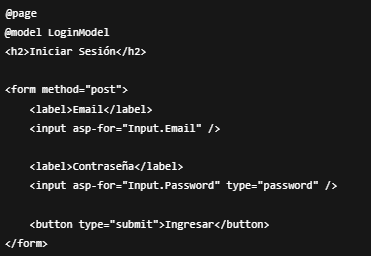 @page
@model LoginModel
<h2>Iniciar Sesión</h2>

<form method="post">
    <label>Email</label>
    <input asp-for="Input.Email" />

    <label>Contraseña</label>
    <input asp-for="Input.Password" type="password" />

    <button type="submit">Ingresar</button>
</form>